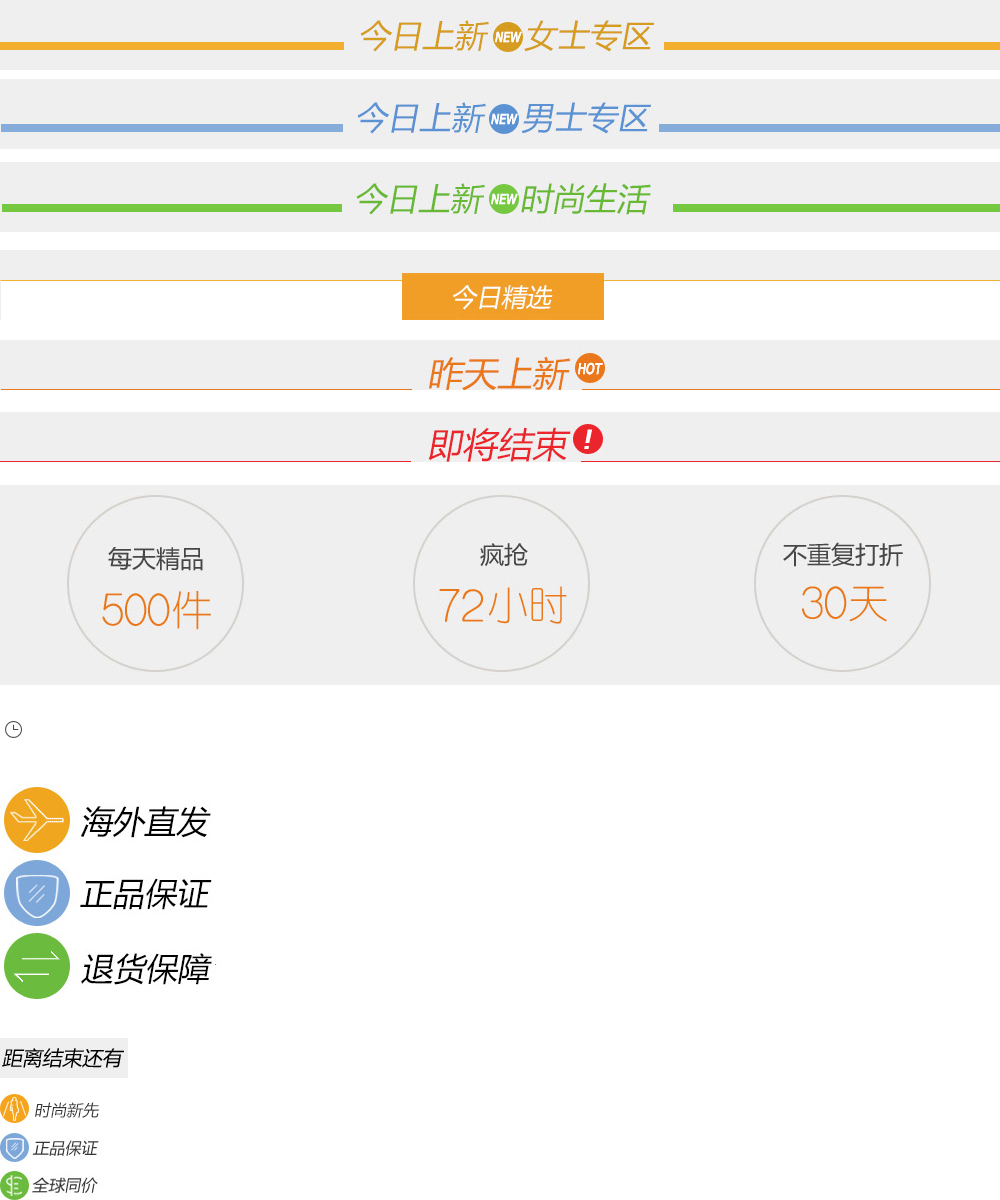 今日上新 NEW 女士专区
今日上新 NEW 男士专区
今日上新 NEW 时尚生活
今日精选
昨天上新 HOT
即将结束 !
每天精品
500件
疯抢
72小时
不重复打折
30天
海外直发
正品保证
退货保障
距离结束还有
时尚新先
正品保证
全球同价